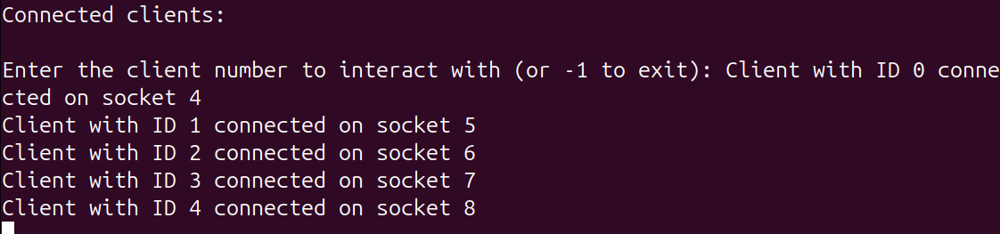 Connected clients:
Enter the client number to interact with (or -1 to exit): Client with ID 0 conne
cted on socket 4
Client with ID 1 connected on socket 5
Client with ID 2 connected on socket 6
Client with ID 3 connected on socket 7
Client with ID 4 connected on socket 8